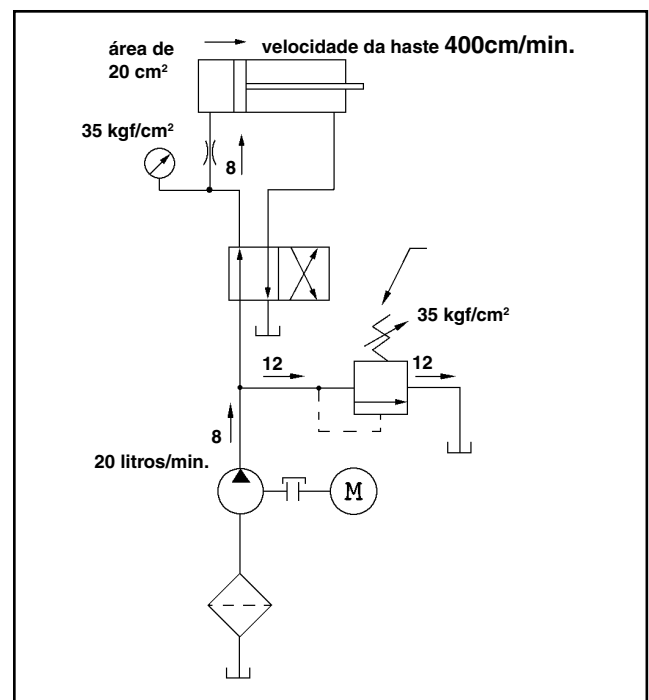 área de
20 cm²
velocidade da haste 400cm/min.
35 kgf/cm²
8
35 kgf/cm²
12
12
8
20 litros/min.
M